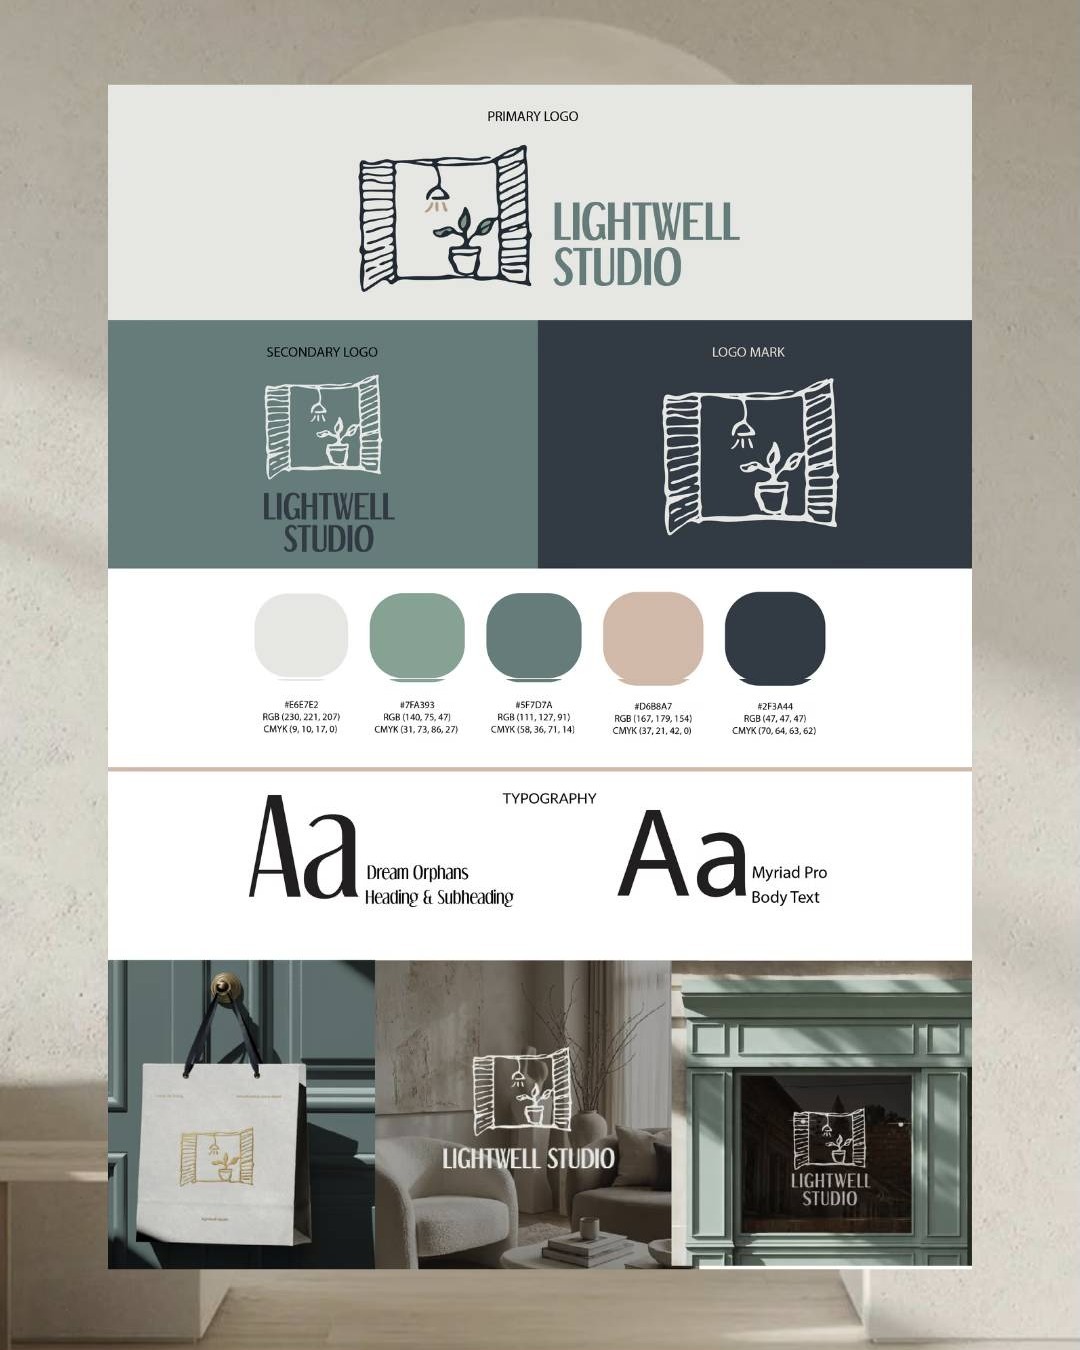 PRIMARY LOGO
LIGHTWELL
STUDIO
SECONDARY LOGO
LIGHTWELL
STUDIO
LOGO MARK
#E6E7E2
RGB (230, 221, 207)
CMYK (9, 10, 17, 0)
#7FA393
RGB (140, 75, 47)
CMYK (31, 73, 86, 27)
#5F7D7A
RGB (111, 127, 91)
CMYK (58, 36, 71, 14)
#D6B8A7
RGB (167, 179, 154)
CMYK (37, 21, 42, 0)
#2F3A44
RGB (47, 47, 47)
CMYK (70, 64, 63, 62)
TYPOGRAPHY
Aa
Dream Orphans
Heading & Subheading
Aa
Myriad Pro
Body Text
LIGHTWELL STUDIO
LIGHTWELL
STUDIO